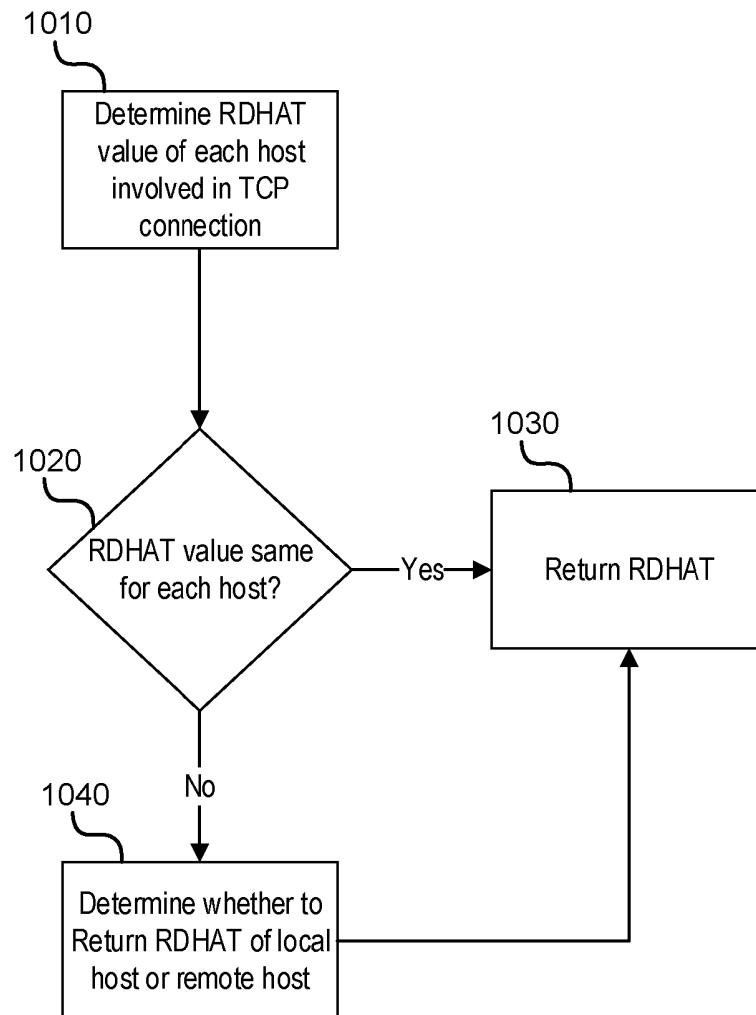 1010
Determine RDHAT
value of each host
involved in TCP
connection
1020
RDHAT value same
for each host?
Yes
1030
Return RDHAT
No
1040
Determine whether to
Return RDHAT of local
host or remote host